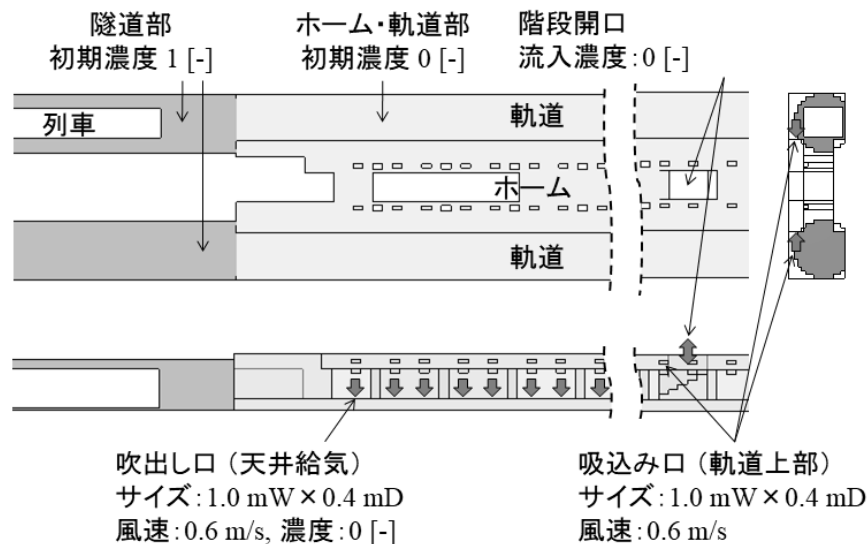 隧道部
初期濃度 1 [-]
ホーム・軌道部
初期濃度 0 [-]
階段開口
流入濃度：0 [-]
列車
軌道
ホーム
軌道
吹出し口（天井給気）
サイズ：1.0 mW×0.4 mD
風速：0.6 m/s, 濃度：0 [-]
吸込み口（軌道上部）
サイズ：1.0 mW×0.4 mD
風速：0.6 m/s